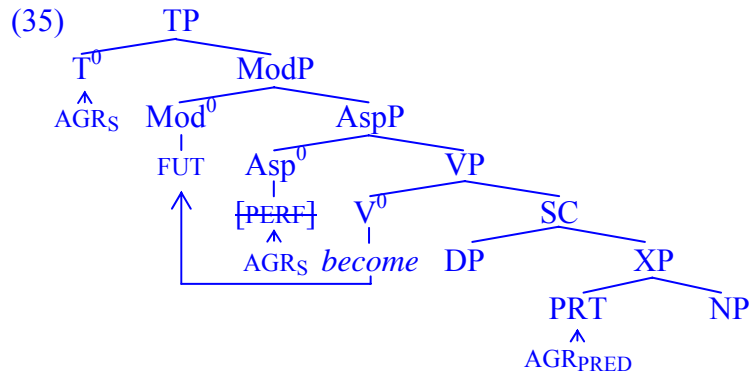 (35) TP
T⁰ ModP
AGRS Mod⁰ AspP
FUT Asp⁰ VP
[PERF] V⁰ SC
AGRS become DP XP
PRT NP
AGRPRED